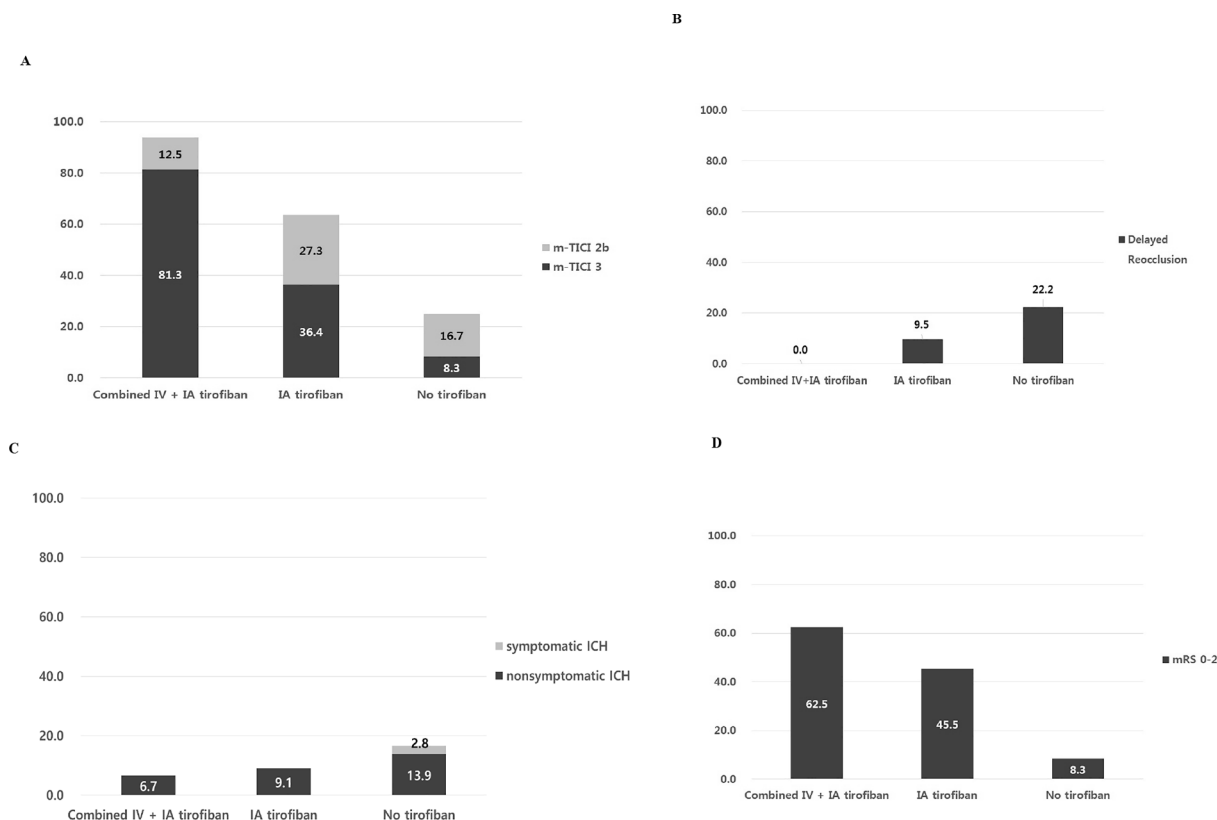 A
100.0
80.0
60.0
40.0
20.0
0.0
12.5
81.3
27.3
36.4
16.7
8.3
Combined IV + IA tirofiban
IA tirofiban
No tirofiban
m-TICI 2b
m-TICI 3
B
100.0
80.0
60.0
40.0
20.0
0.0
0.0
9.5
22.2
Combined IV+IA tirofiban
IA tirofiban
No tirofiban
Delayed
Reocclusion
C
100.0
80.0
60.0
40.0
20.0
0.0
6.7
9.1
2.8
13.9
Combined IV + IA tirofiban
IA tirofiban
No tirofiban
symptomatic ICH
nonsymptomatic ICH
D
100.0
80.0
60.0
40.0
20.0
0.0
62.5
45.5
8.3
Combined IV + IA tirofiban
IA tirofiban
No tirofiban
mRS 0-2